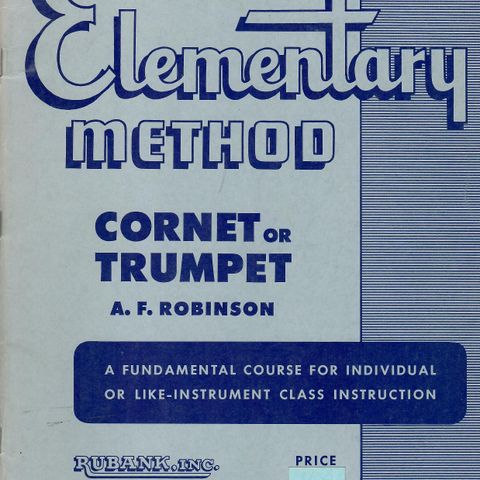 Elementary
METHOD
CORNET OR
TRUMPET
A. F. ROBINSON
A FUNDAMENTAL COURSE FOR INDIVIDUAL
OR LIKE-INSTRUMENT CLASS INSTRUCTION
RUBANK, INC.
PRICE